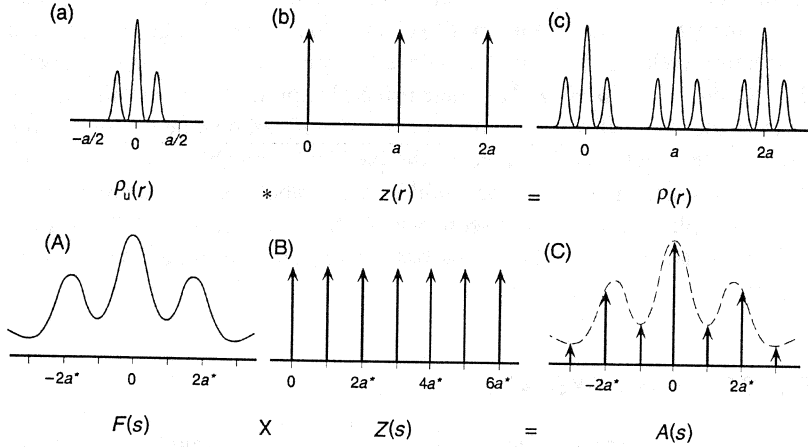 (a) (b) (c)
−a/2 0 a/2 0 a 2a 0 a 2a
ρu(r) * z(r) = ρ(r)
(A) (B) (C)
−2a* 0 2a* 0 2a* 4a* 6a* −2a* 0 2a*
F(s) X Z(s) = A(s)